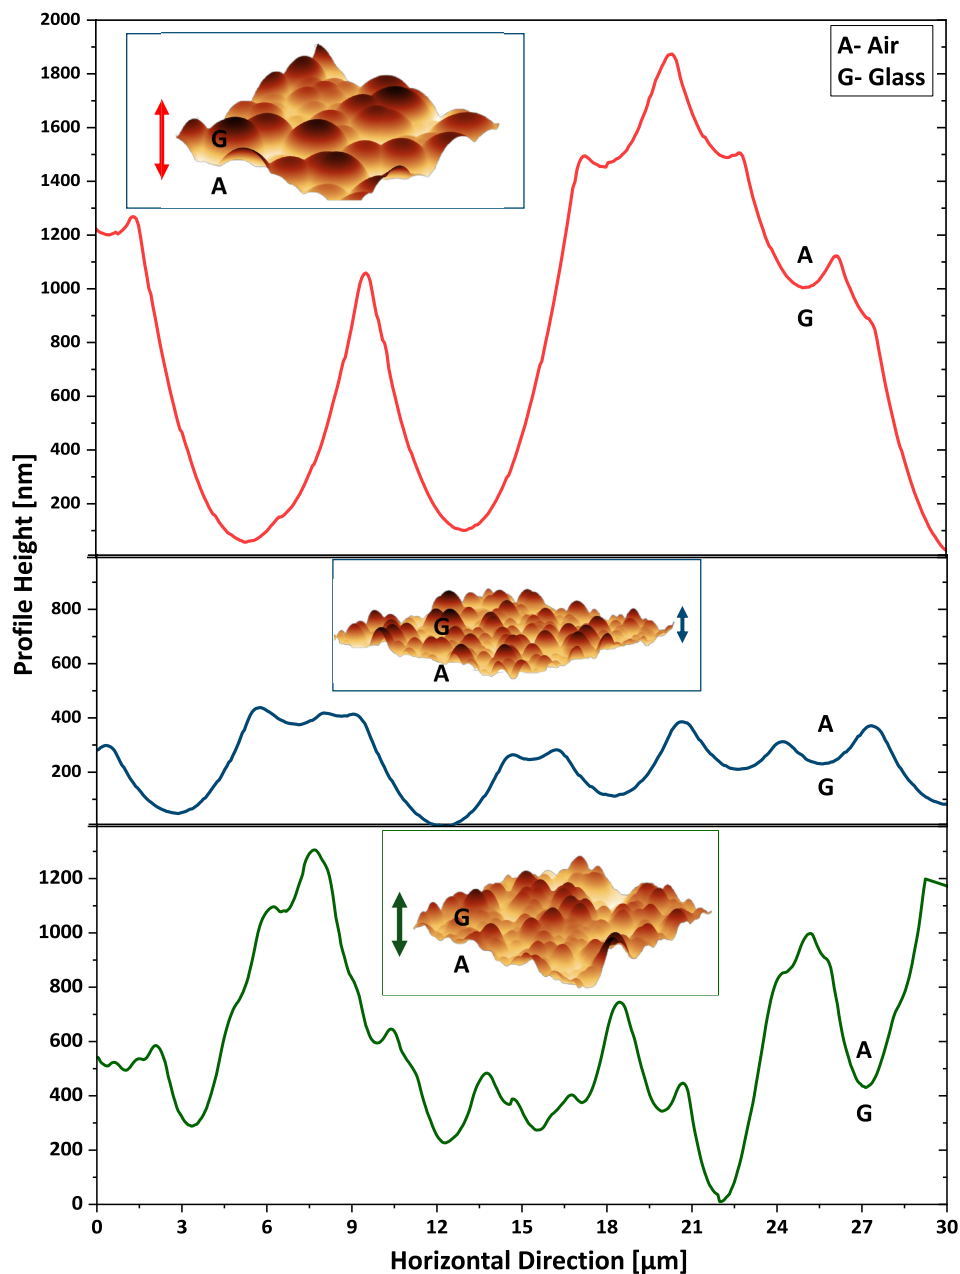 2000
1800
1600
1400
1200
1000
800
600
400
200
A- Air
G- Glass
G
A
A
G
Profile Height [nm]
800
600
400
200
G
A
A
G
1200
1000
800
600
400
200
0
G
A
A
G
0 3 6 9 12 15 18 21 24 27 30
Horizontal Direction [µm]